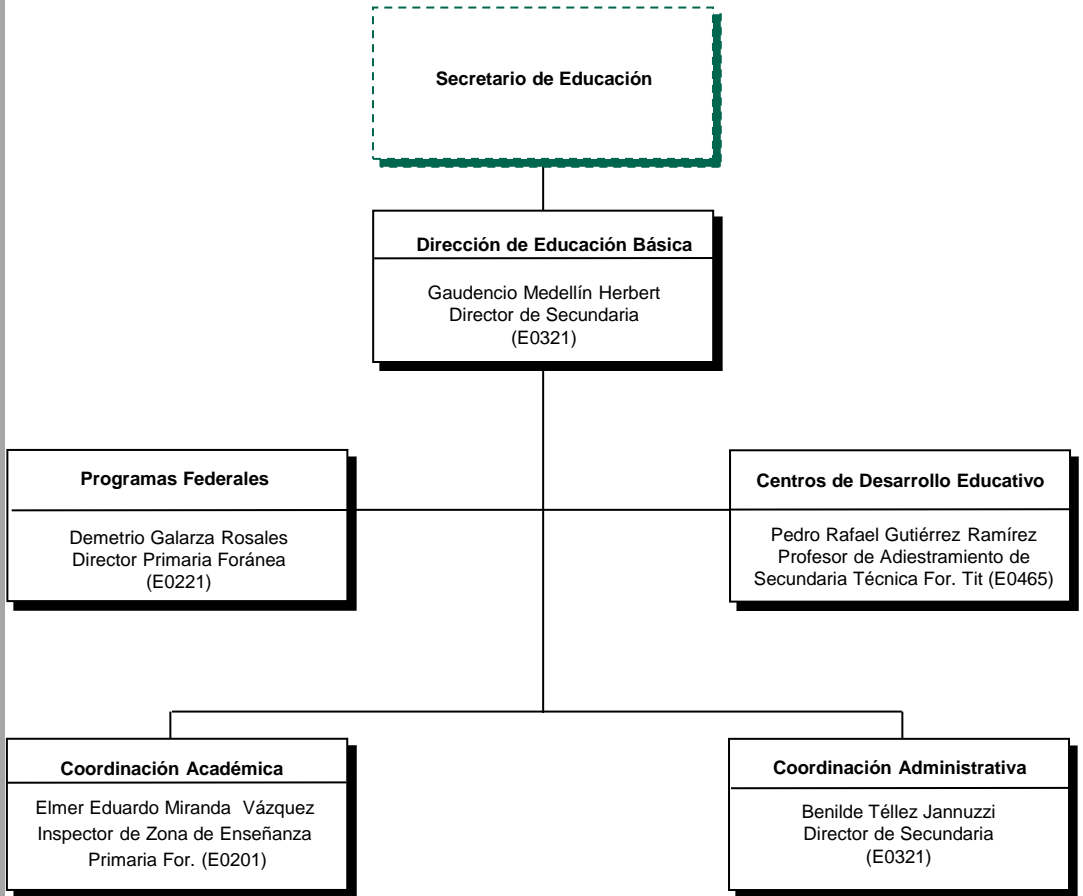 Secretario de Educación
Dirección de Educación Básica
Gaudencio Medellín Herbert
Director de Secundaria
(E0321)
Programas Federales
Demetrio Galarza Rosales
Director Primaria Foránea
(E0221)
Centros de Desarrollo Educativo
Pedro Rafael Gutiérrez Ramírez
Profesor de Adiestramiento de
Secundaria Técnica For. Tit (E0465)
Coordinación Académica
Elmer Eduardo Miranda Vázquez
Inspector de Zona de Enseñanza
Primaria For. (E0201)
Coordinación Administrativa
Benilde Téllez Jannuzzi
Director de Secundaria
(E0321)